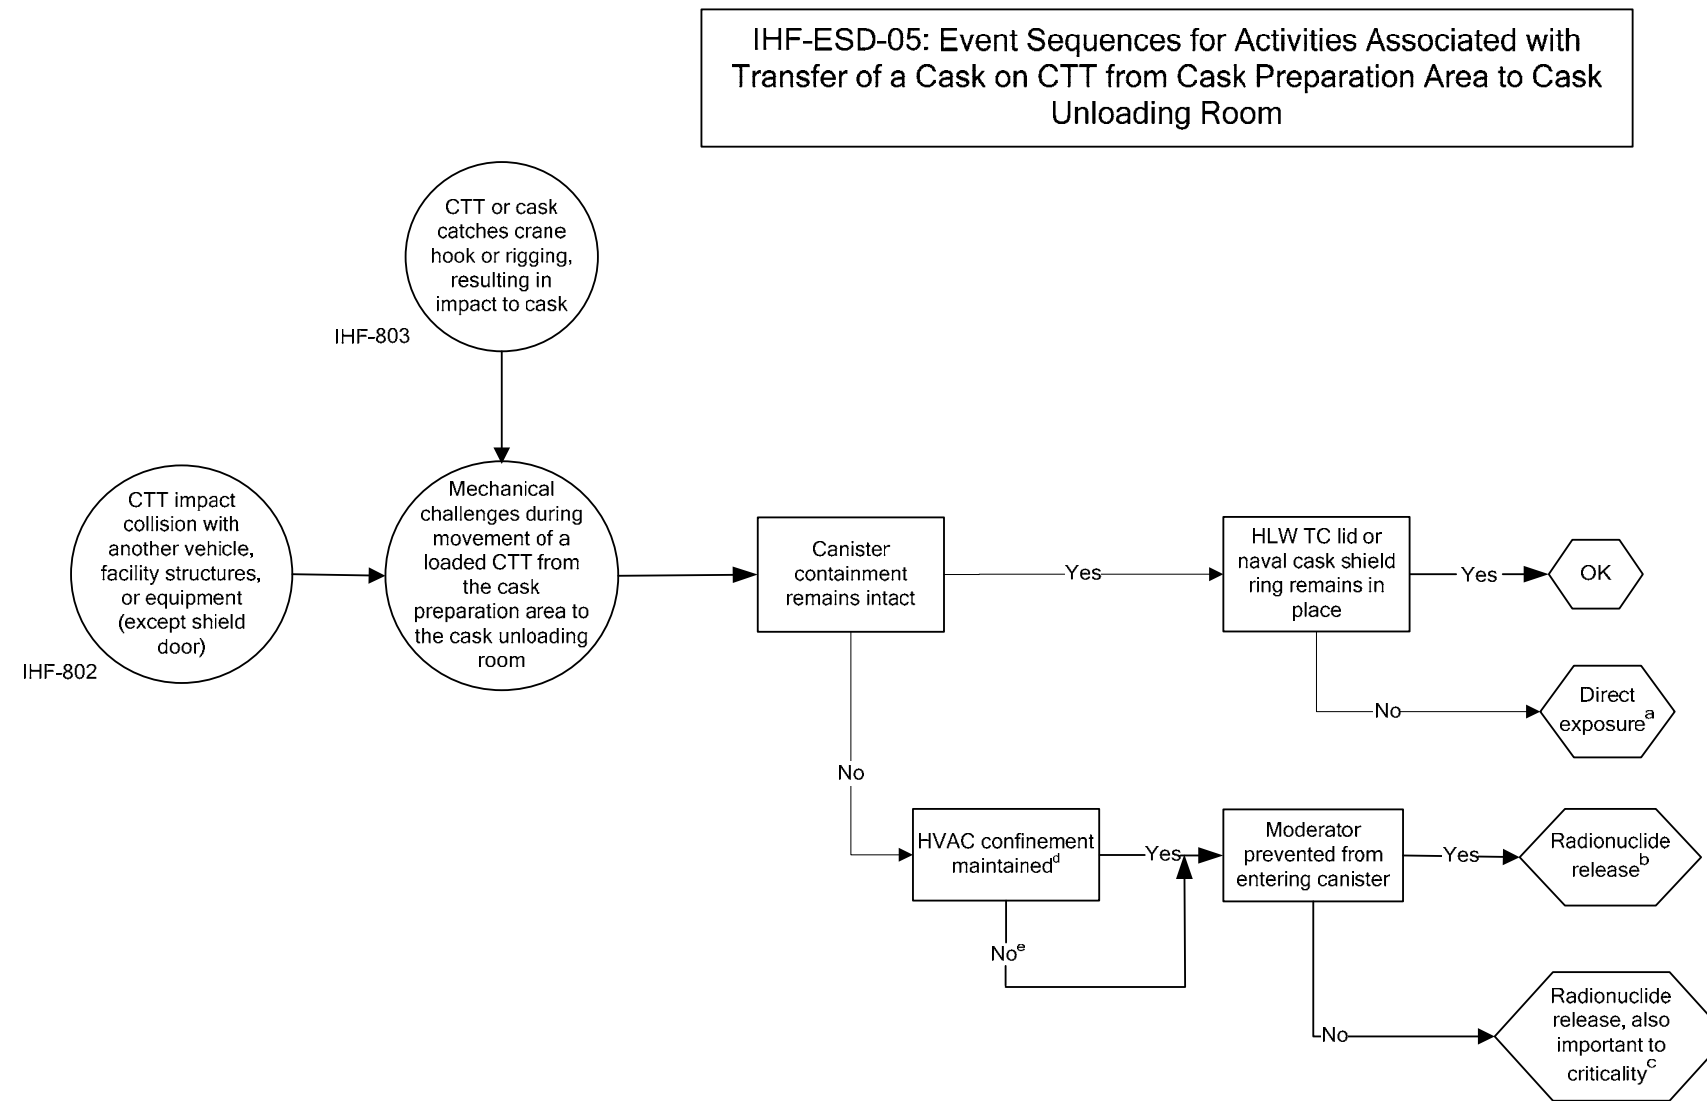 IHF-ESD-05: Event Sequences for Activities Associated with
Transfer of a Cask on CTT from Cask Preparation Area to Cask
Unloading Room
CTT or cask
catches crane
hook or rigging,
resulting in
impact to cask
IHF-803
CTT impact
collision with
another vehicle,
facility structures,
or equipment
(except shield
door)
IHF-802
Mechanical
challenges during
movement of a
loaded CTT from
the cask
preparation area to
the cask unloading
room
Canister
containment
remains intact
Yes
HLW TC lid or
naval cask shield
ring remains in
place
Yes
OK
No
Direct
exposureᵃ
No
HVAC confinement
maintainedᵈ
Yes
Noᵉ
Moderator
prevented from
entering canister
Yes
Radionuclide
releaseᵇ
No
Radionuclide
release, also
important to
criticalityᶜ